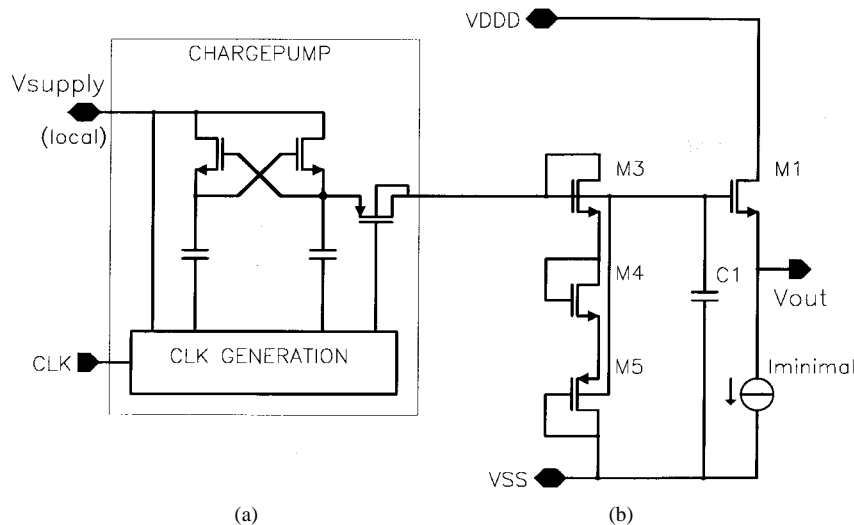 CHARGEPUMP
Vsupply
(local)
CLK GENERATION
CLK
(a)
VDDD
M3
M1
M4
C1
Vout
M5
Iminimal
VSS
(b)